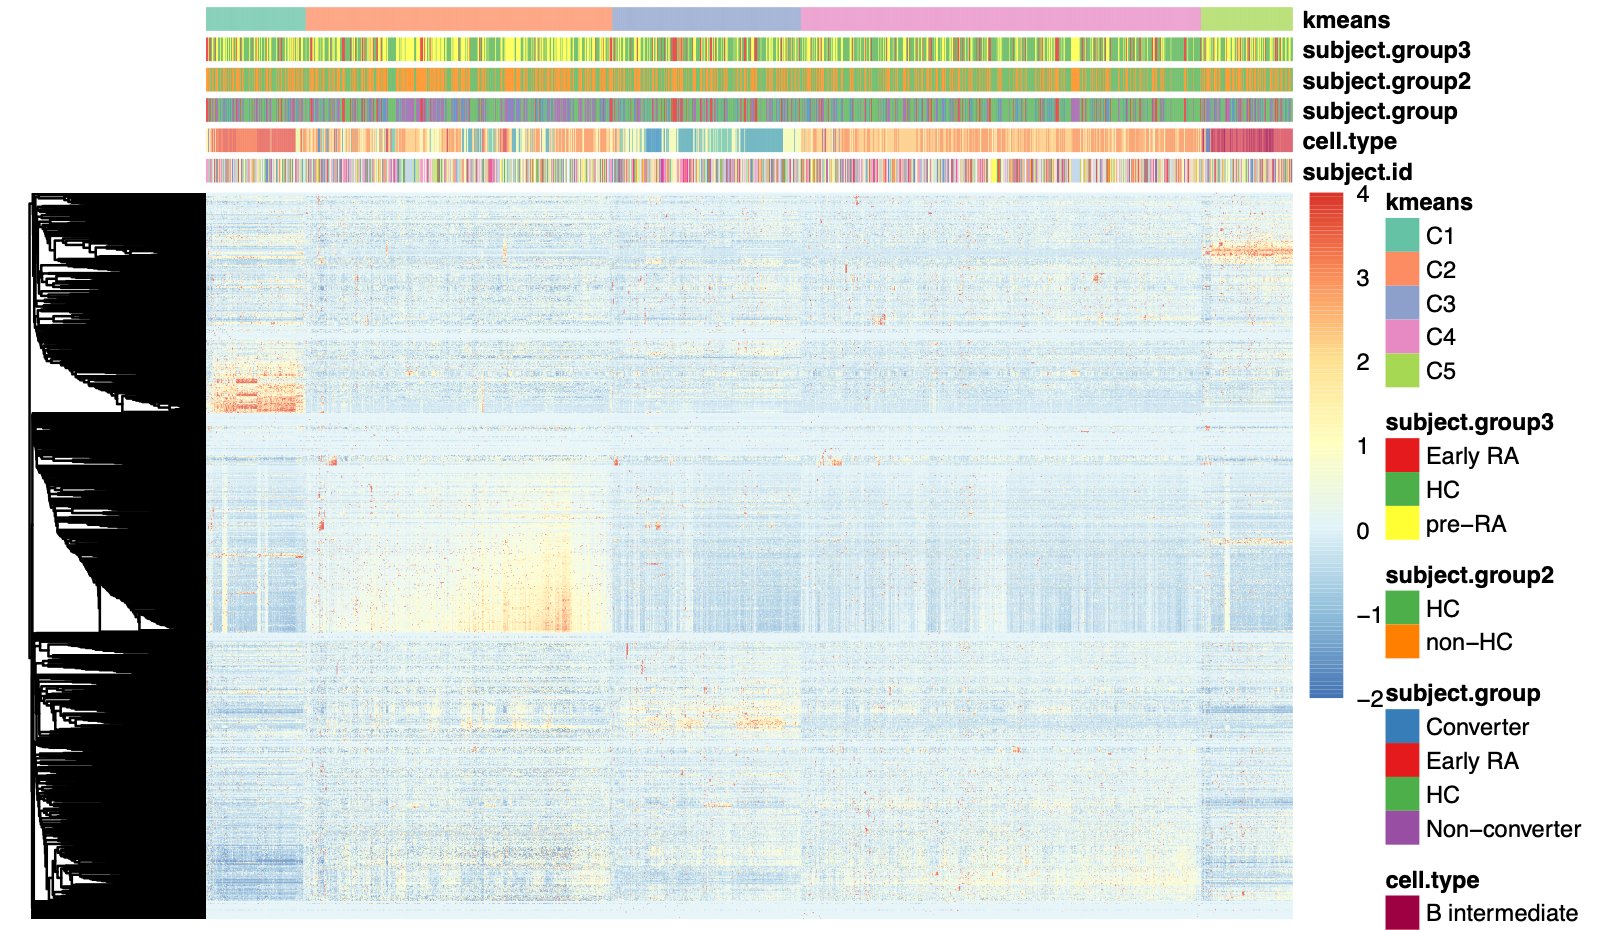 kmeans
subject.group3
subject.group2
subject.group
cell.type
subject.id
4
3
2
1
0
−1
−2
kmeans
C1
C2
C3
C4
C5
subject.group3
Early RA
HC
pre−RA
subject.group2
HC
non−HC
subject.group
Converter
Early RA
HC
Non−converter
cell.type
B intermediate